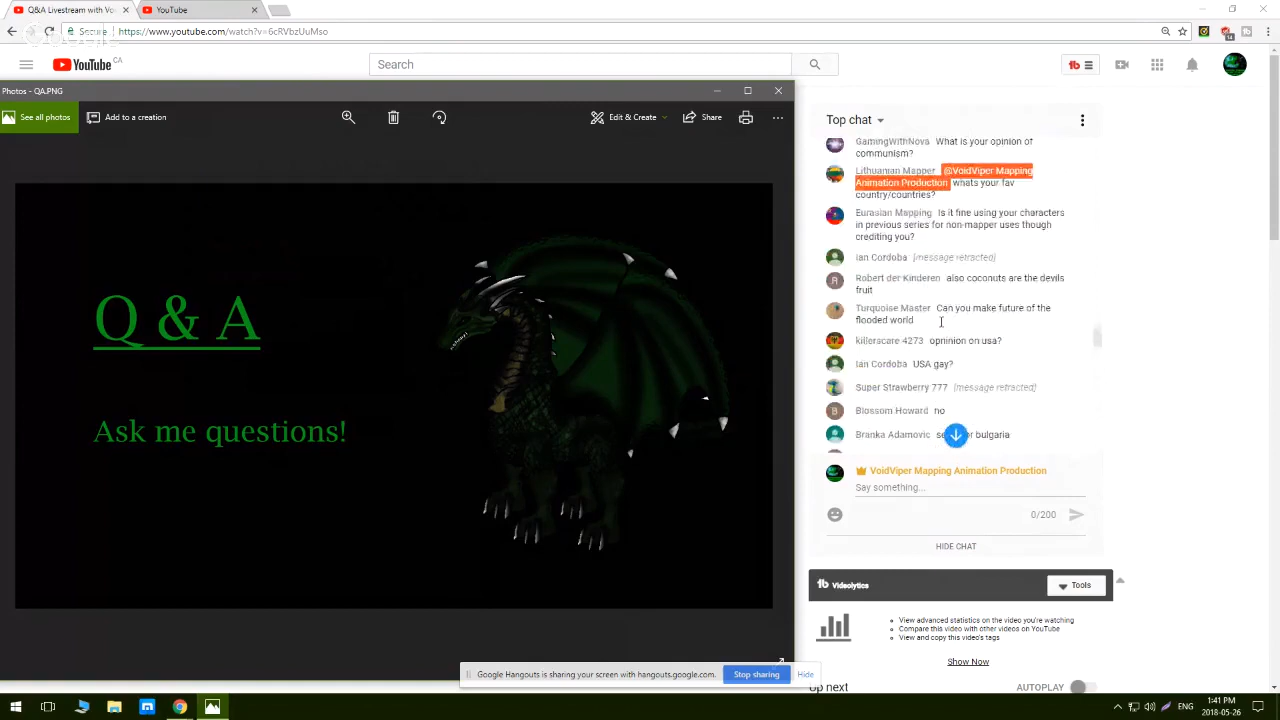 Q&A Livestream with Vo
YouTube
Secure
https://www.youtube.com/watch?v=6cRVbzUuMso
YouTube CA
Search
Photos - QA.PNG
See all photos
Add to a creation
Edit & Create
Share
Q & A
Ask me questions!
Top chat
GamingWithNova What is your opinion of
communism?
Lithuanian Mapper @VoidViper Mapping
Animation Production whats your fav
country/countries?
Eurasian Mapping Is it fine using your characters
in previous series for non-mapper uses though
crediting you?
Ian Cordoba [message retracted]
Robert der Kinderen also coconuts are the devils
fruit
Turquoise Master Can you make future of the
flooded world
killerscare 4273 opninion on usa?
Ian Cordoba USA gay?
Super Strawberry 777 [message retracted]
Blossom Howard no
Branka Adamovic bulgaria
VoidViper Mapping Animation Production
Say something...
0/200
HIDE CHAT
Videolytics
Tools
View advanced statistics on the video you're watching
Compare this video with other videos on YouTube
View and copy this video's tags
Show Now
Google Hangouts is sharing your screen with hangouts.google.com.
Stop sharing
Hide
Up next
AUTOPLAY
ENG
1:41 PM
2018-05-26